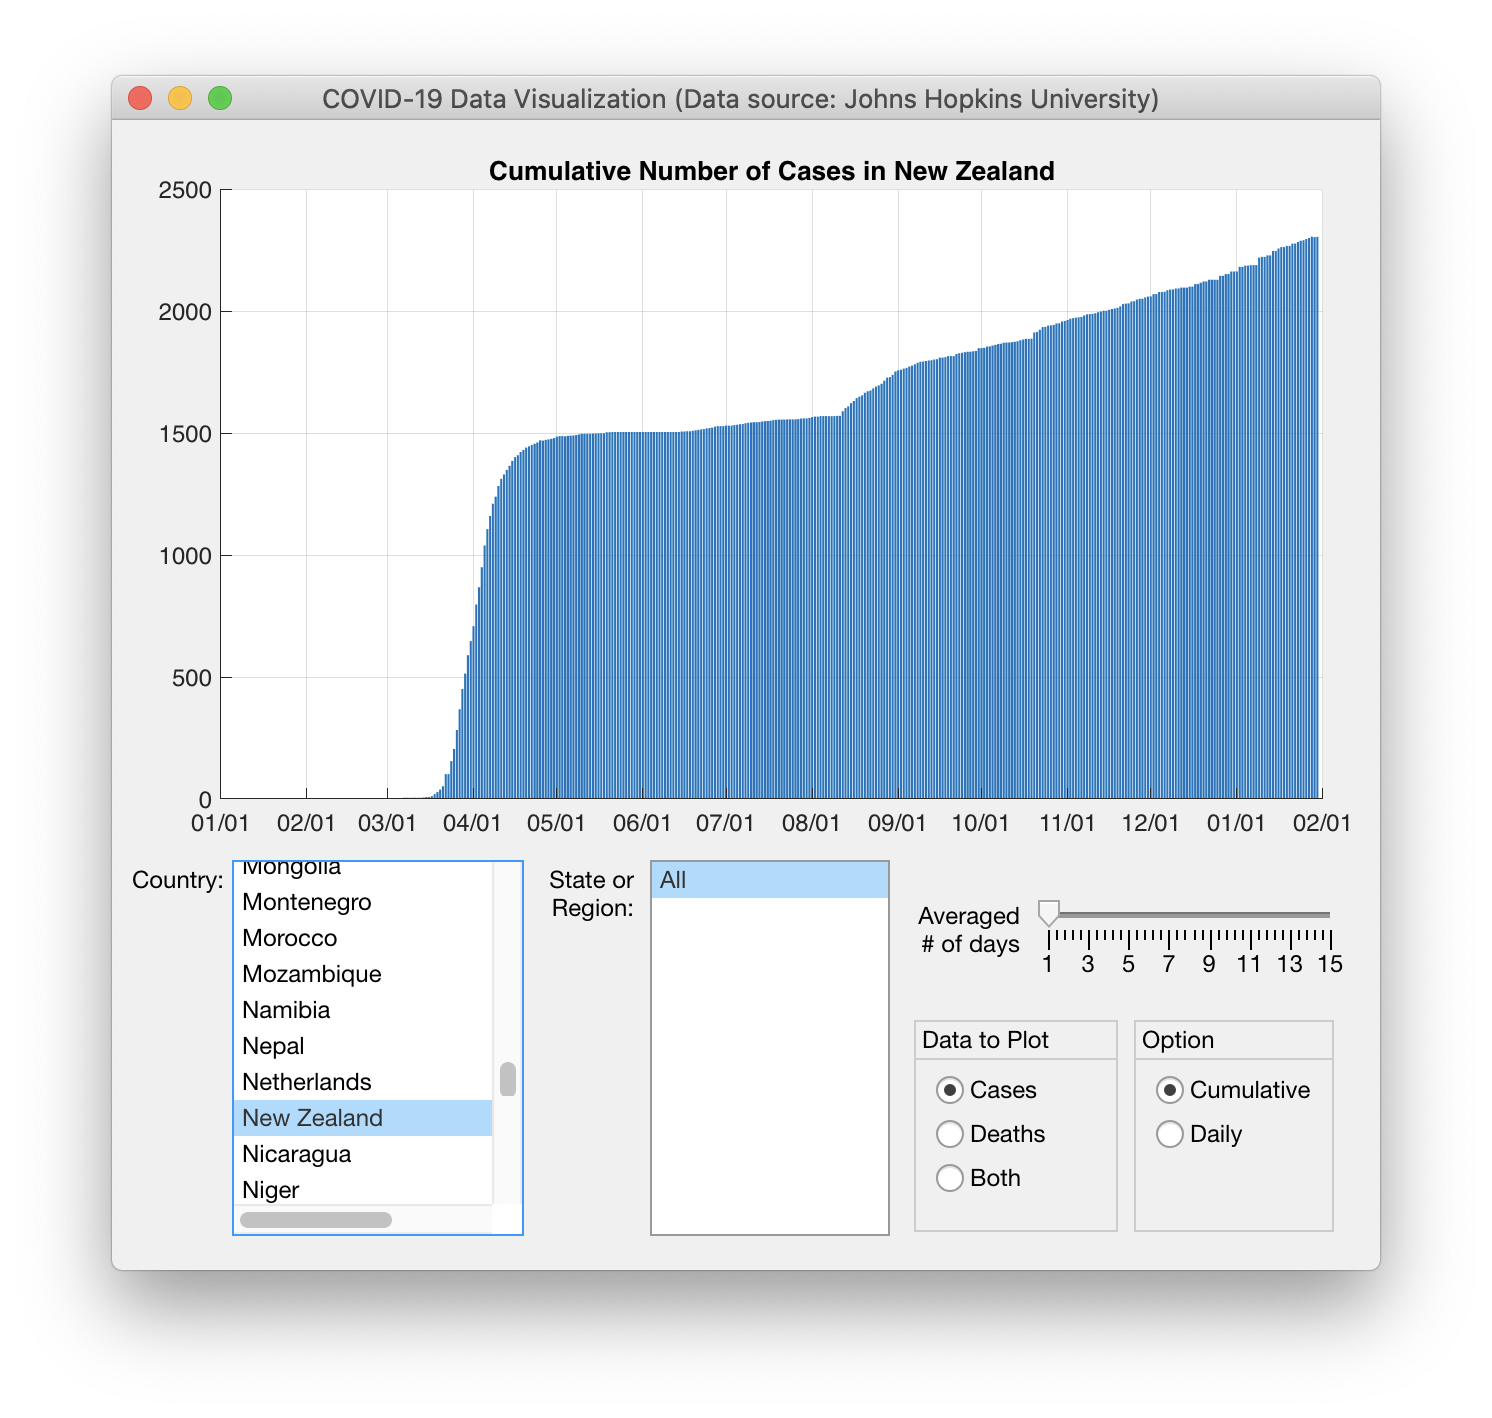 COVID-19 Data Visualization (Data source: Johns Hopkins University)
Cumulative Number of Cases in New Zealand
2500
2000
1500
1000
500
0
01/01 02/01 03/01 04/01 05/01 06/01 07/01 08/01 09/01 10/01 11/01 12/01 01/01 02/01
Country:
Mongolia
Montenegro
Morocco
Mozambique
Namibia
Nepal
Netherlands
New Zealand
Nicaragua
Niger
State or
Region:
All
Averaged
# of days
1 3 5 7 9 11 13 15
Data to Plot
Cases
Deaths
Both
Option
Cumulative
Daily